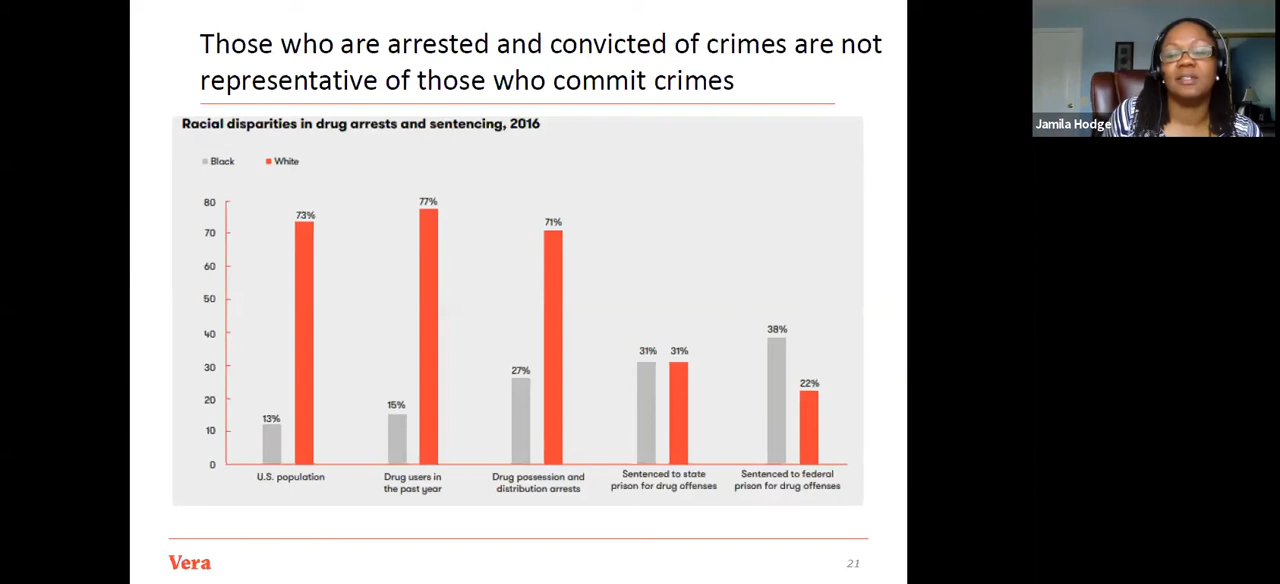 Those who are arrested and convicted of crimes are not
representative of those who commit crimes
Racial disparities in drug arrests and sentencing, 2016
Black White
80
70
60
50
40
30
20
10
0
13% 73%
15% 77%
27% 71%
31% 31%
38% 22%
U.S. population
Drug users in
the past year
Drug possession and
distribution arrests
Sentenced to state
prison for drug offenses
Sentenced to federal
prison for drug offenses
Vera
21
Jamila Hodge